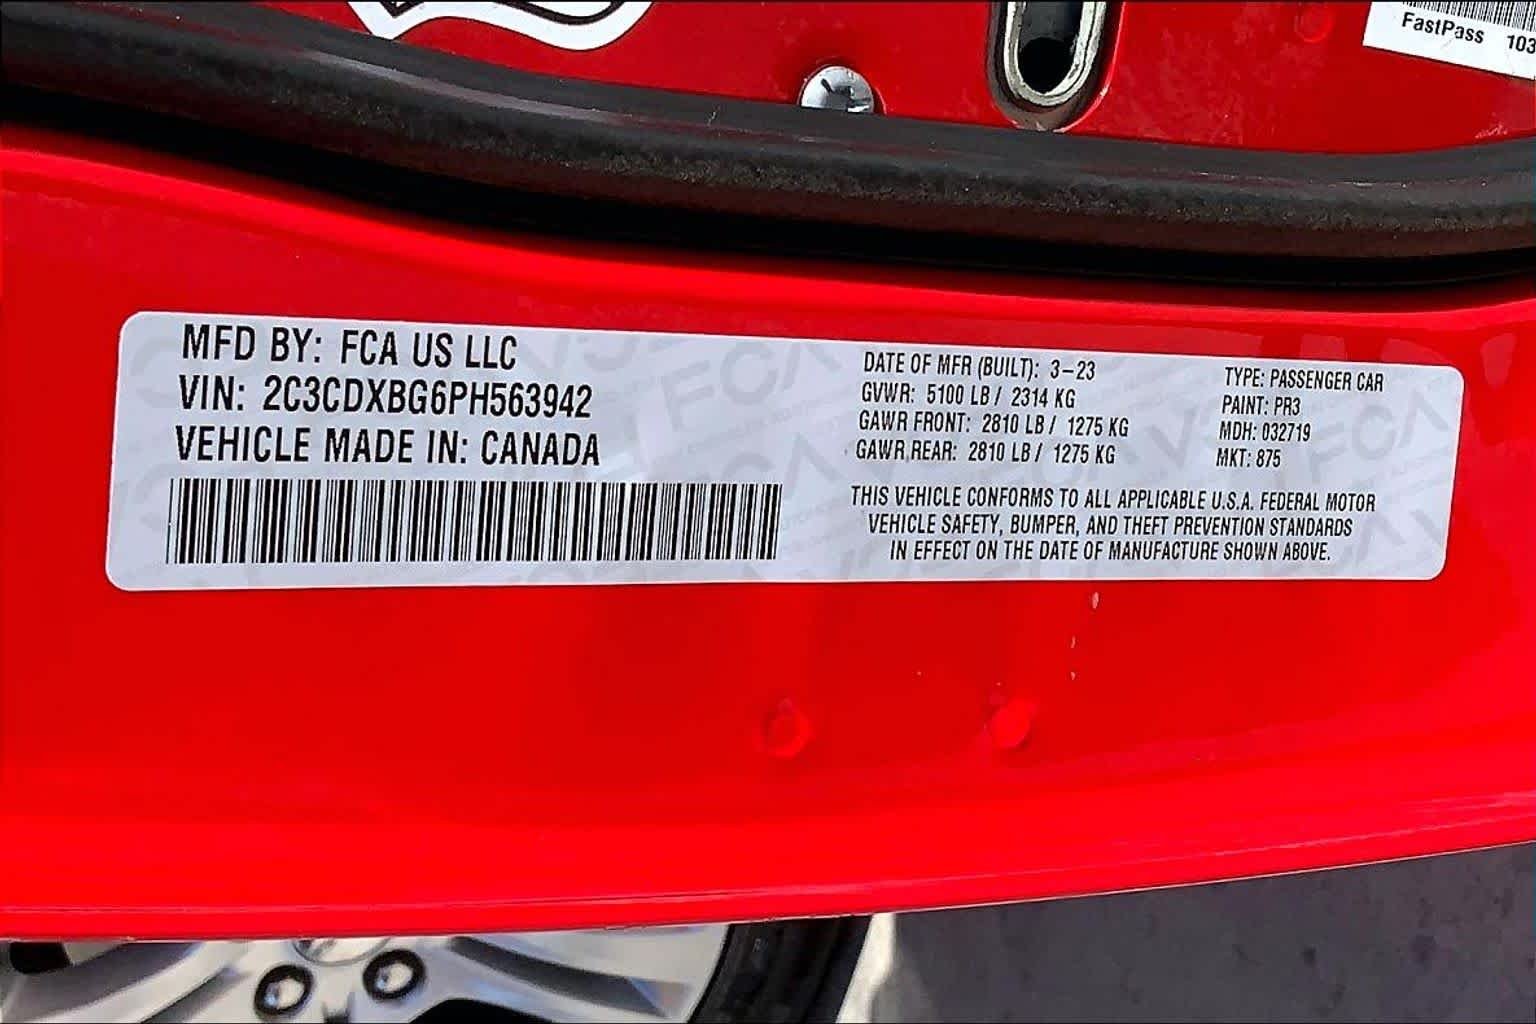 FastPass 103
MFD BY: FCA US LLC
VIN: 2C3CDXBG6PH563942
VEHICLE MADE IN: CANADA
DATE OF MFR (BUILT): 3-23
GVWR: 5100 LB / 2314 KG
GAWR FRONT: 2810 LB / 1275 KG
GAWR REAR: 2810 LB / 1275 KG
TYPE: PASSENGER CAR
PAINT: PR3
MDH: 032719
MKT: 875
THIS VEHICLE CONFORMS TO ALL APPLICABLE U.S.A. FEDERAL MOTOR
VEHICLE SAFETY, BUMPER, AND THEFT PREVENTION STANDARDS
IN EFFECT ON THE DATE OF MANUFACTURE SHOWN ABOVE.